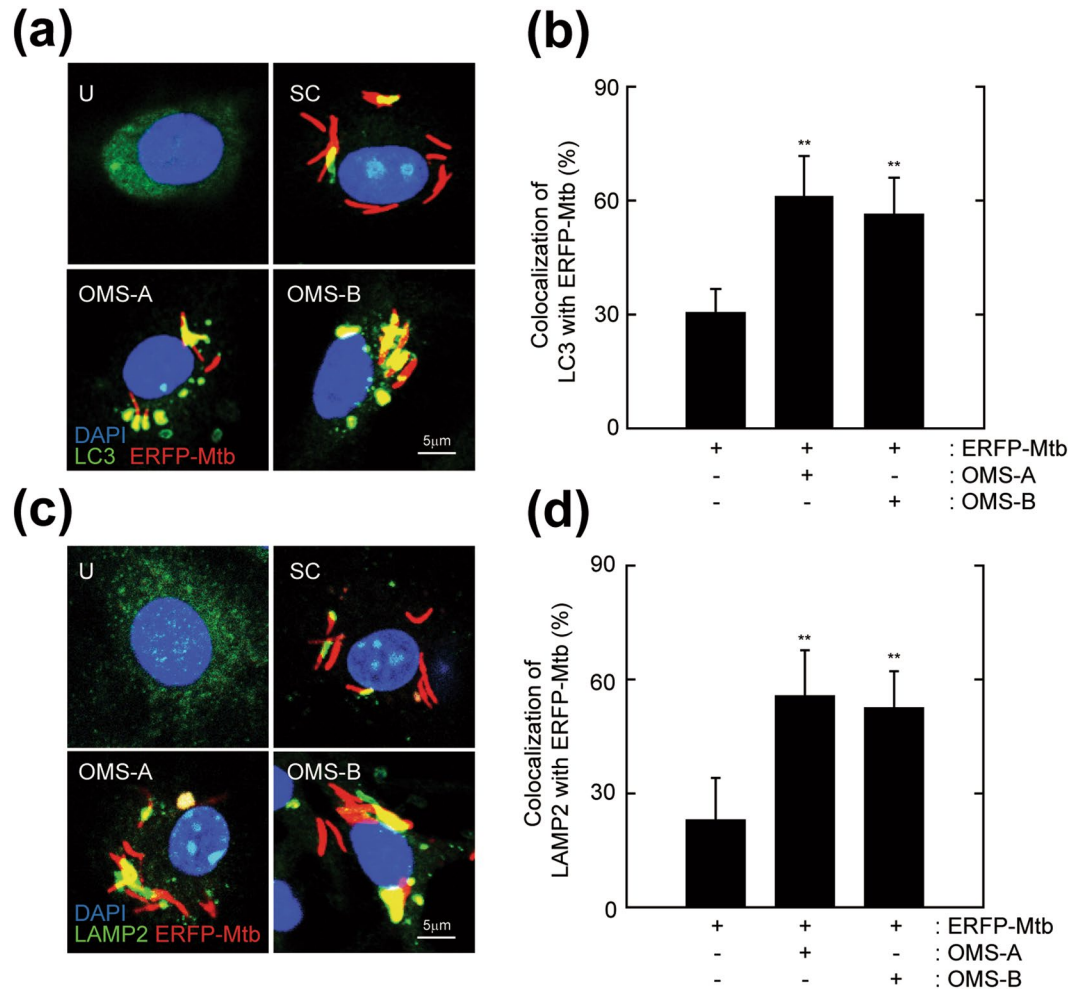 (a)
U
SC
OMS-A
OMS-B
DAPI
LC3 ERFP-Mtb
5μm
(b)
Colocalization of
LC3 with ERFP-Mtb (%)
90
60
30
0
**
**
+ + + : ERFP-Mtb
- + - : OMS-A
- - + : OMS-B
(c)
U
SC
OMS-A
OMS-B
DAPI
LAMP2 ERFP-Mtb
5μm
(d)
Colocalization of
LAMP2 with ERFP-Mtb (%)
90
60
30
0
**
**
+ + + : ERFP-Mtb
- + - : OMS-A
- - + : OMS-B